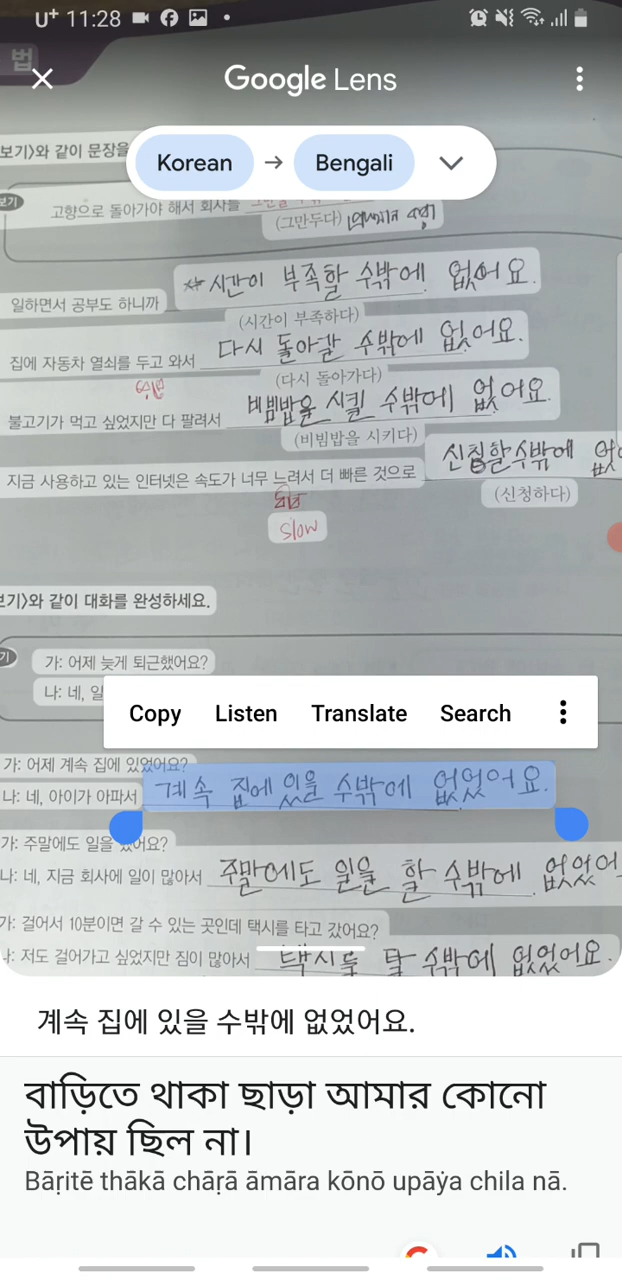 U+ 11:28
법
Google Lens
Korean → Bengali
보기>와 같이 문장을
보기
고향으로 돌아가야 해서 회사를
(그만두다)
시간이 부족할 수밖에 없어요.
일하면서 공부도 하니까
(시간이 부족하다)
다시 돌아갈 수밖에 없어요.
집에 자동차 열쇠를 두고 와서
(다시 돌아가다)
비빔밥을 시킬 수밖에 없어요.
불고기가 먹고 싶었지만 다 팔려서
(비빔밥을 시키다)
신청할 수밖에 없어
지금 사용하고 있는 인터넷은 속도가 너무 느려서 더 빠른 것으로
(신청하다)
slow
보기>와 같이 대화를 완성하세요.
기
가: 어제 늦게 퇴근했어요?
나: 네, 일
Copy Listen Translate Search
가: 어제 계속 집에 있었어요?
나: 네, 아이가 아파서 계속 집에 있을 수밖에 없었어요.
가: 주말에도 일을 했어요?
나: 네, 지금 회사에 일이 많아서 주말에도 일을 할 수밖에 없었어
가: 걸어서 10분이면 갈 수 있는 곳인데 택시를 타고 갔어요?
나: 저도 걸어가고 싶었지만 짐이 많아서 택시를 탈 수밖에 없었어요.
계속 집에 있을 수밖에 없었어요.
বাড়িতে থাকা ছাড়া আমার কোনো
উপায় ছিল না।
Bāṛitē thākā chāṛā āmāra kōnō upāẏa chila nā.